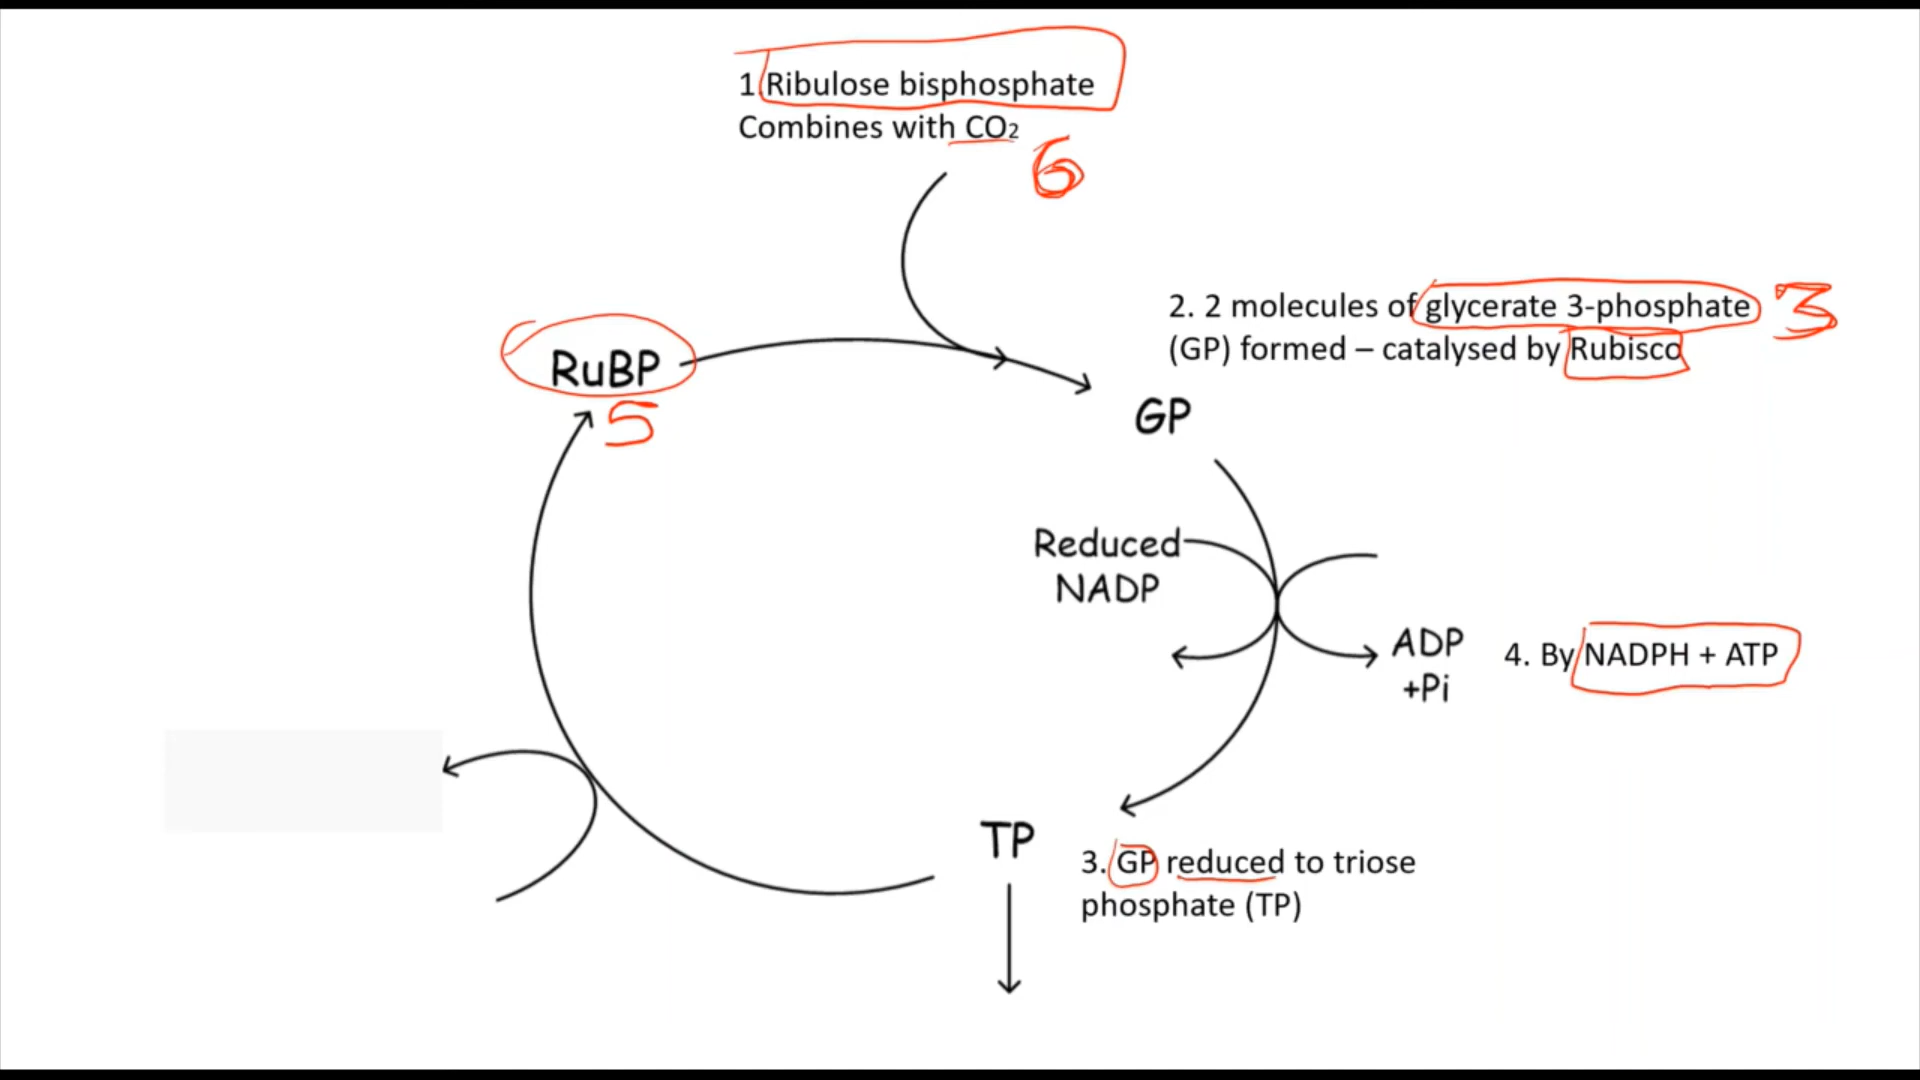 1.Ribulose bisphosphate
Combines with CO₂
6
2. 2 molecules of glycerate 3-phosphate 3
(GP) formed – catalysed by Rubisco
RuBP
5
GP
Reduced
NADP
ADP
+Pi
4. By NADPH + ATP
TP
3. GP reduced to triose
phosphate (TP)